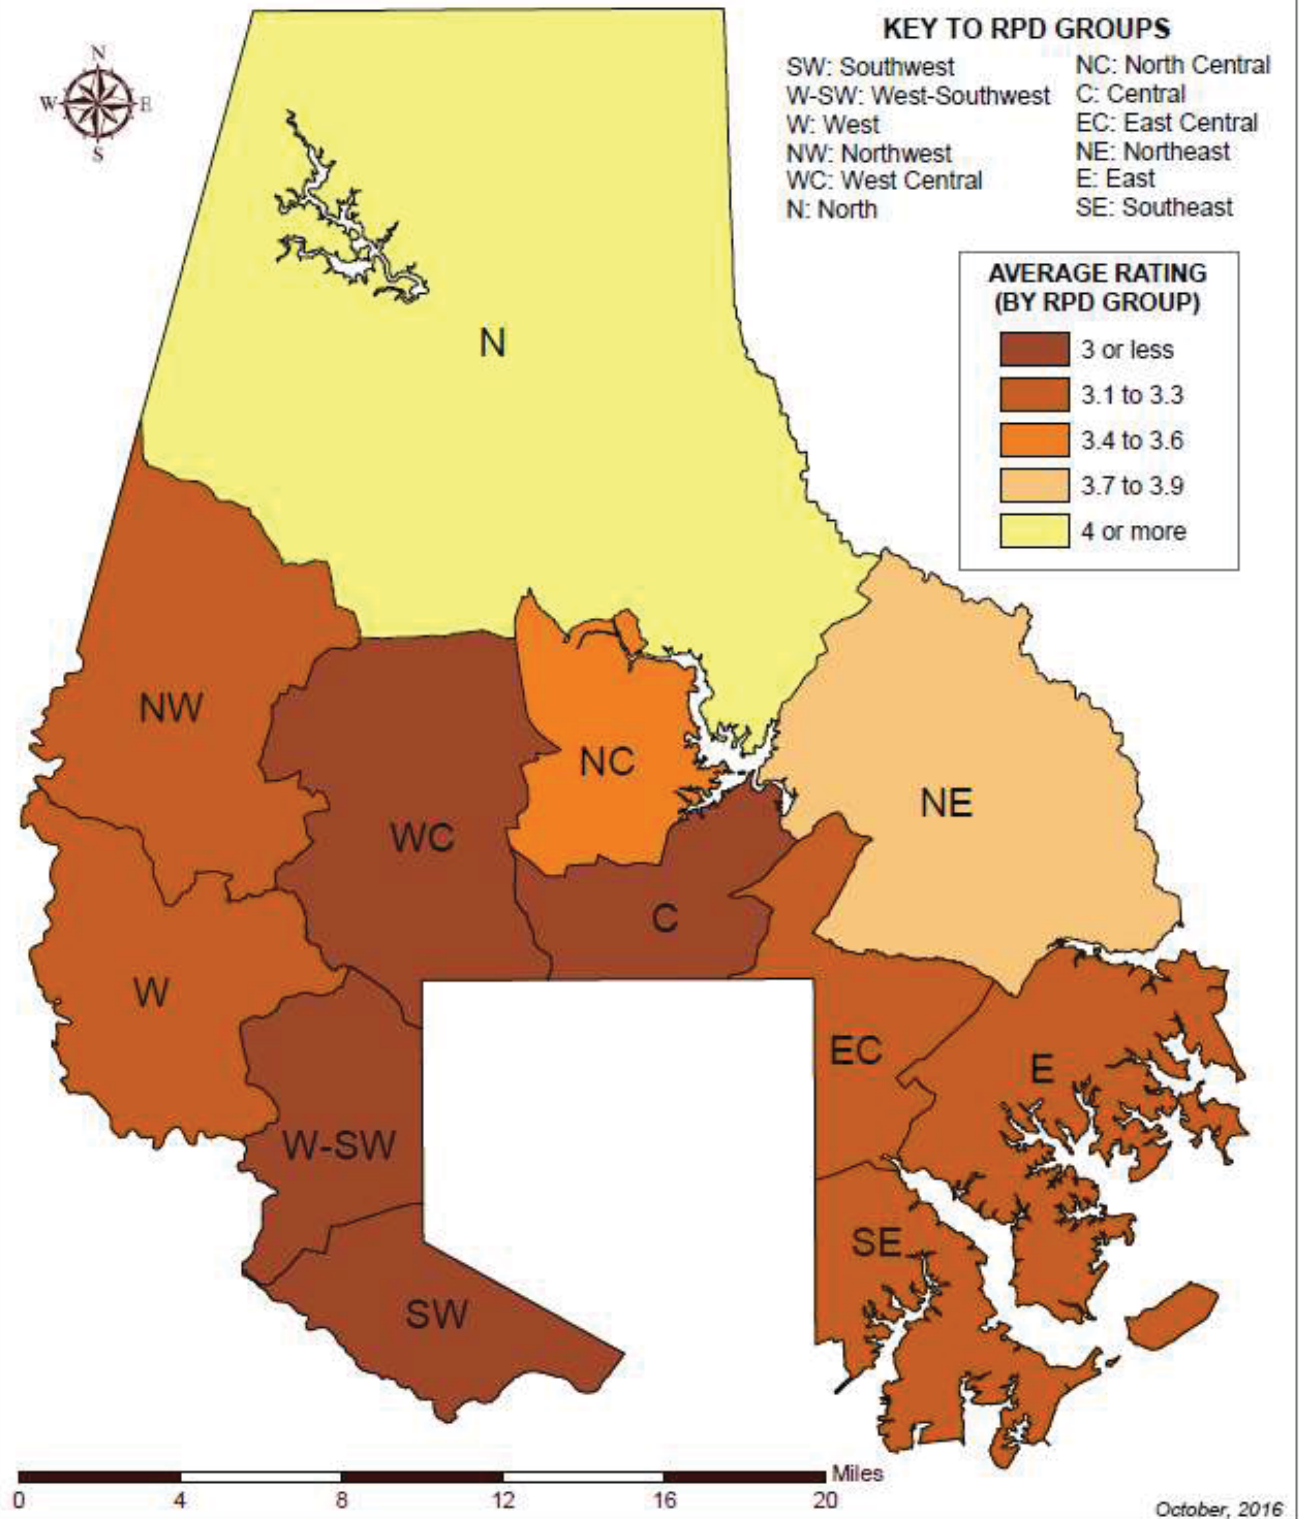 N
W E
S
KEY TO RPD GROUPS
SW: Southwest
W-SW: West-Southwest
W: West
NW: Northwest
WC: West Central
N: North
NC: North Central
C: Central
EC: East Central
NE: Northeast
E: East
SE: Southeast
AVERAGE RATING
(BY RPD GROUP)
3 or less
3.1 to 3.3
3.4 to 3.6
3.7 to 3.9
4 or more
N
NW
NC
NE
WC
C
W
EC
E
W-SW
SE
SW
Miles
0 4 8 12 16 20
October, 2016